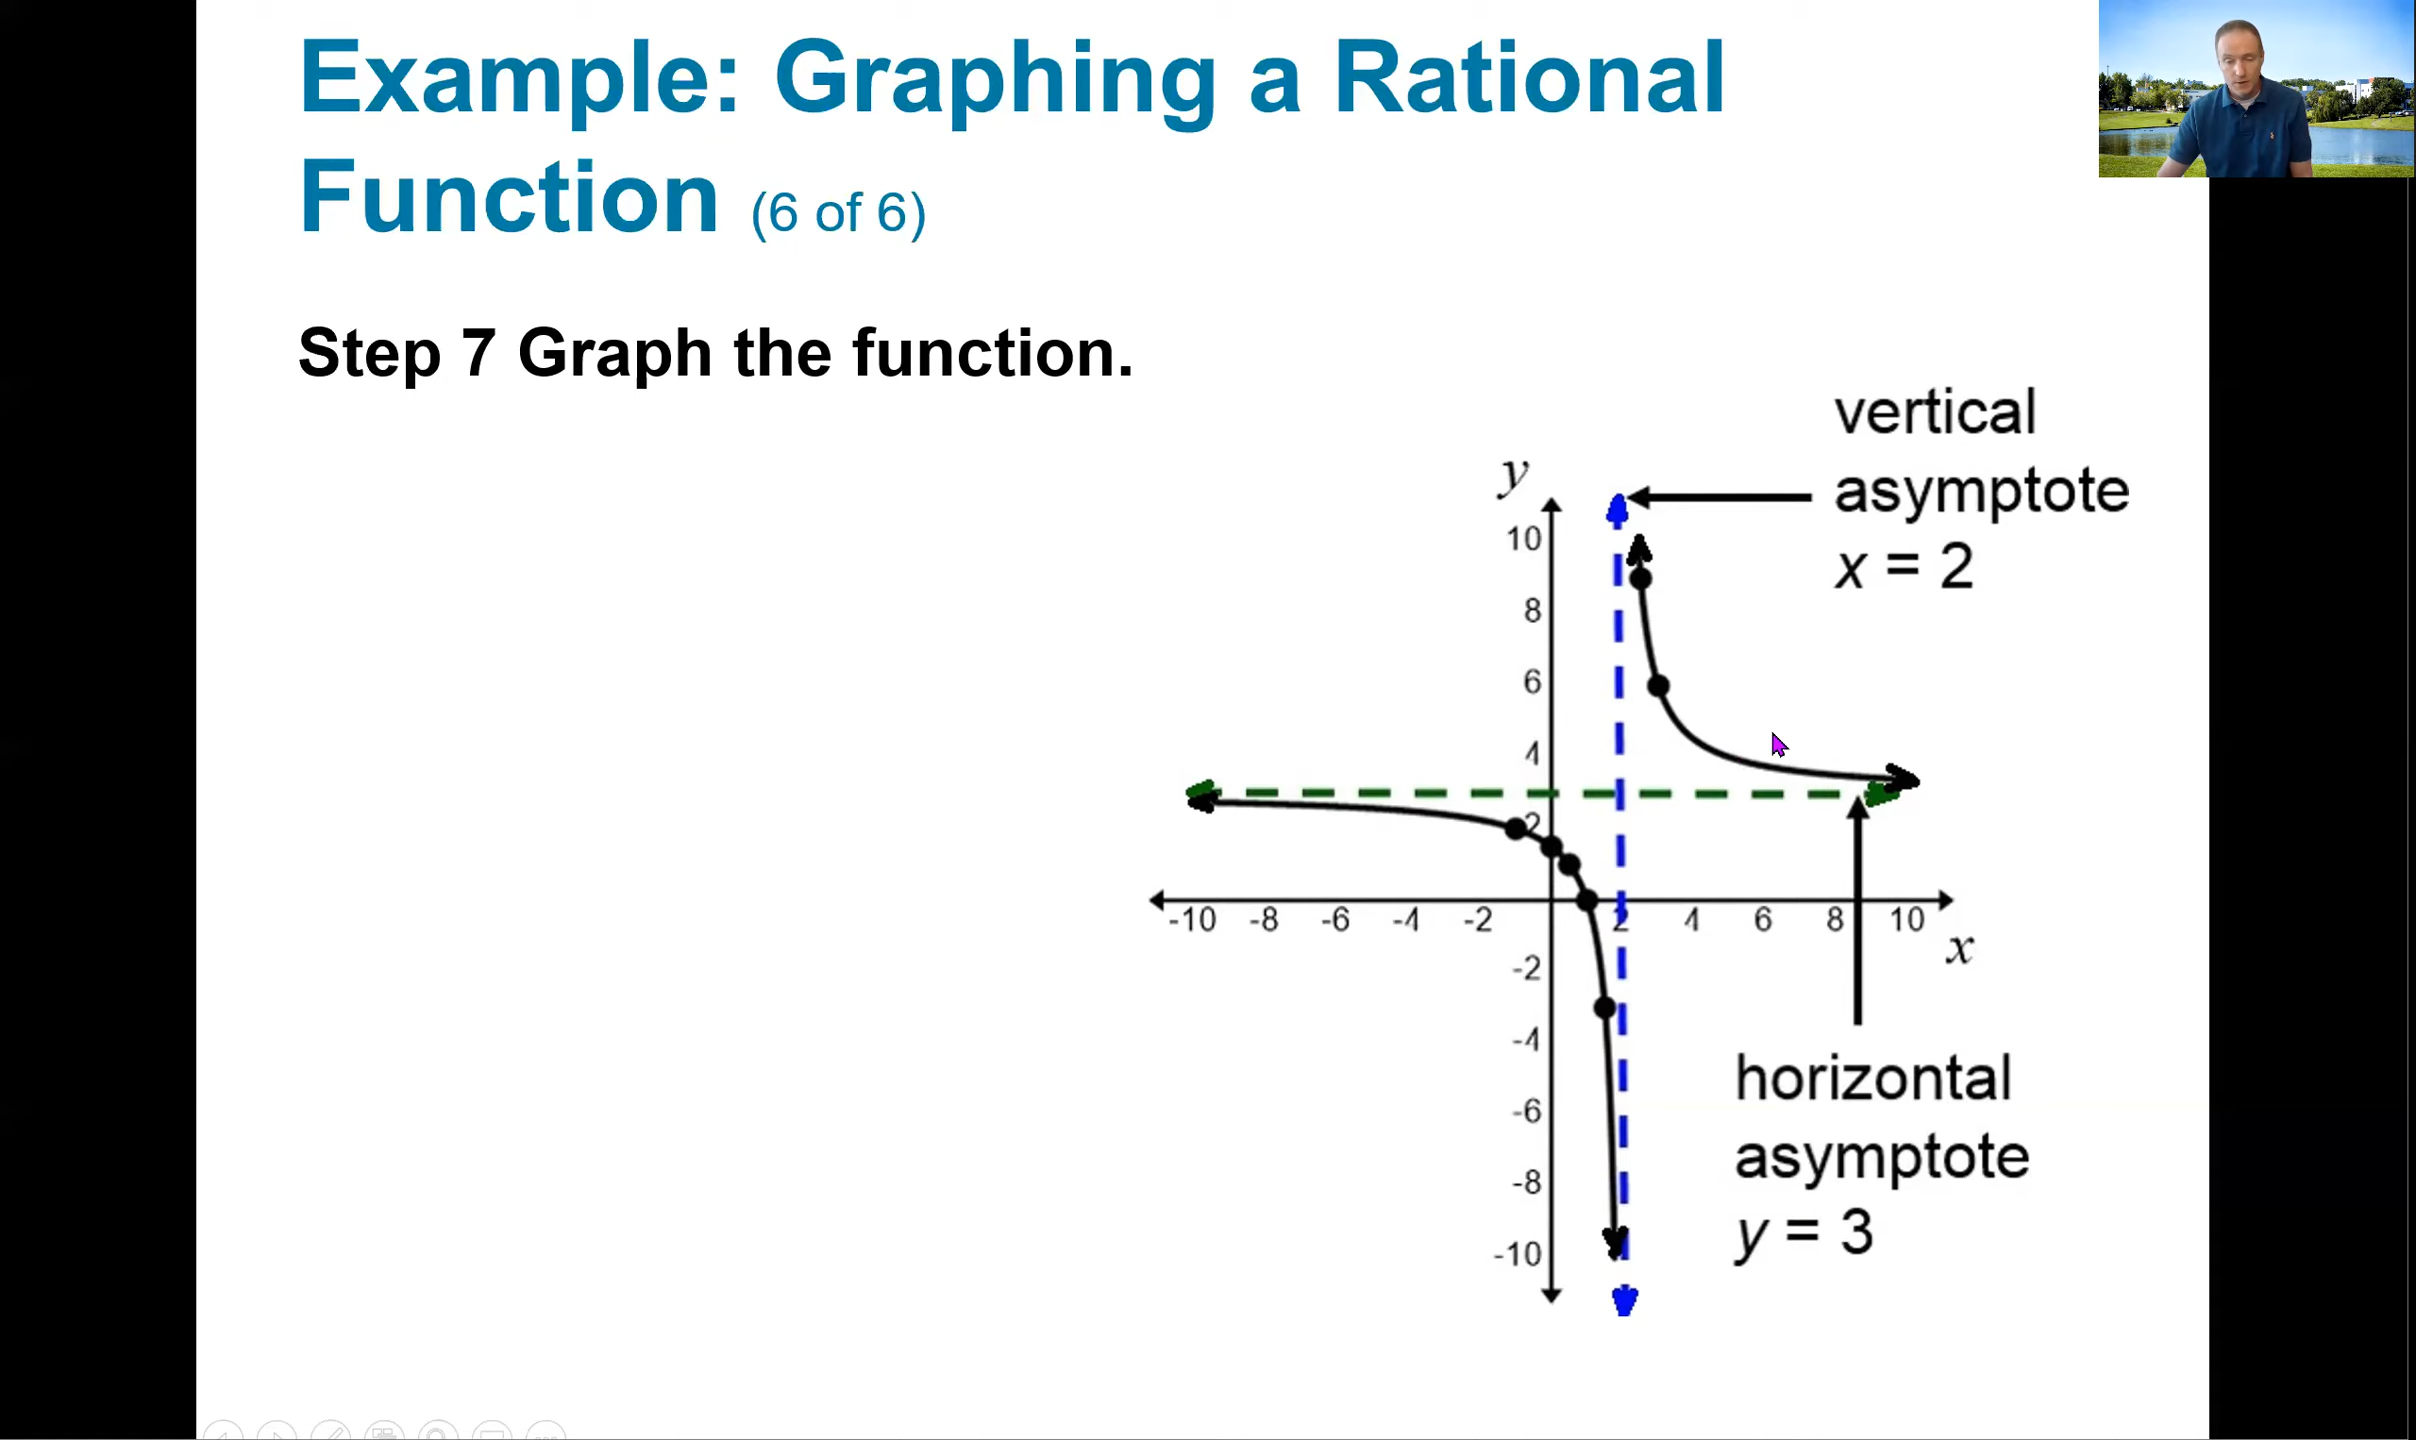 Example: Graphing a Rational
Function (6 of 6)
Step 7 Graph the function.
vertical
asymptote
x = 2
y
10
8
6
4
2
-10 -8 -6 -4 -2 2 4 6 8 10
x
-2
-4
-6
-8
-10
horizontal
asymptote
y = 3